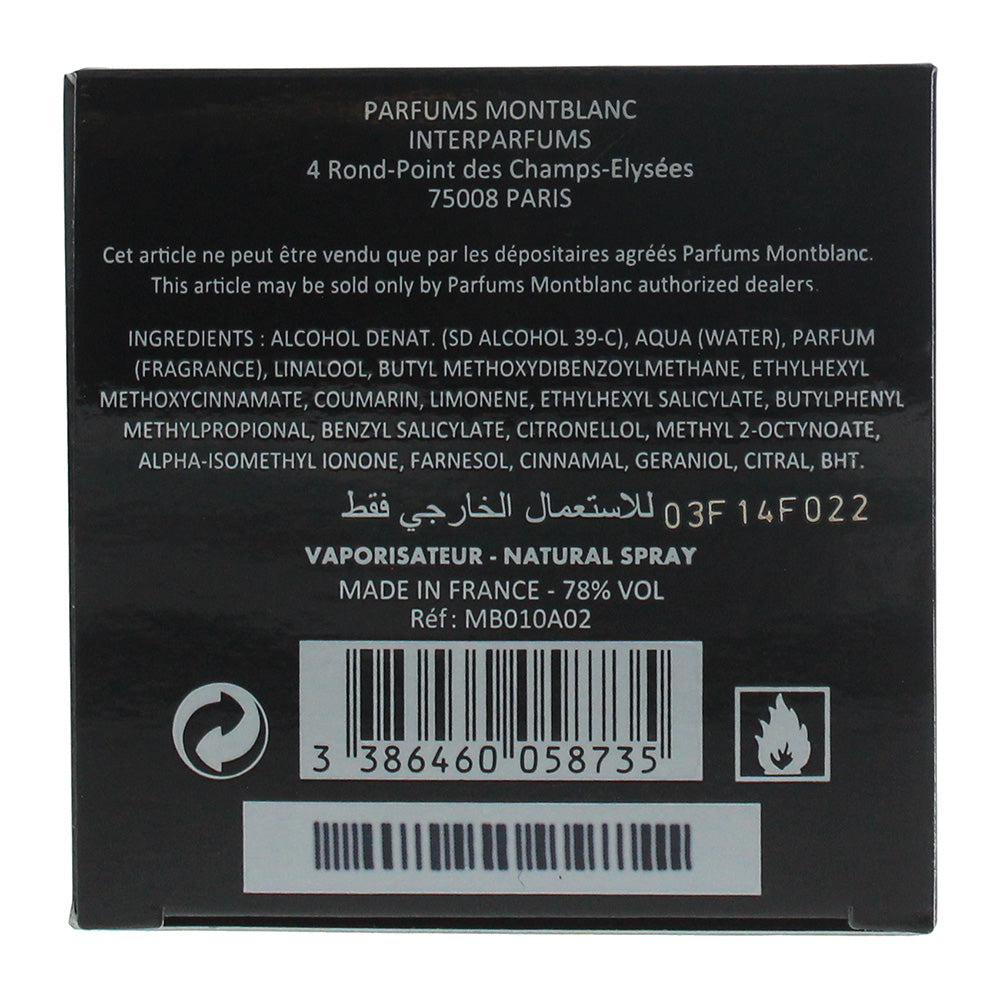 PARFUMS MONTBLANC
INTERPARFUMS
4 Rond-Point des Champs-Elysées
75008 PARIS
Cet article ne peut être vendu que par les dépositaires agréés Parfums Montblanc.
This article may be sold only by Parfums Montblanc authorized dealers.
INGREDIENTS : ALCOHOL DENAT. (SD ALCOHOL 39-C), AQUA (WATER), PARFUM
(FRAGRANCE), LINALOOL, BUTYL METHOXYDIBENZOYLMETHANE, ETHYLHEXYL
METHOXYCINNAMATE, COUMARIN, LIMONENE, ETHYLHEXYL SALICYLATE, BUTYLPHENYL
METHYLPROPIONAL, BENZYL SALICYLATE, CITRONELLOL, METHYL 2-OCTYNOATE,
ALPHA-ISOMETHYL IONONE, FARNESOL, CINNAMAL, GERANIOL, CITRAL, BHT.
للاستعمال الخارجي فقط 03F14F022
VAPORISATEUR - NATURAL SPRAY
MADE IN FRANCE - 78% VOL
Réf: MB010A02
3 386460 058735